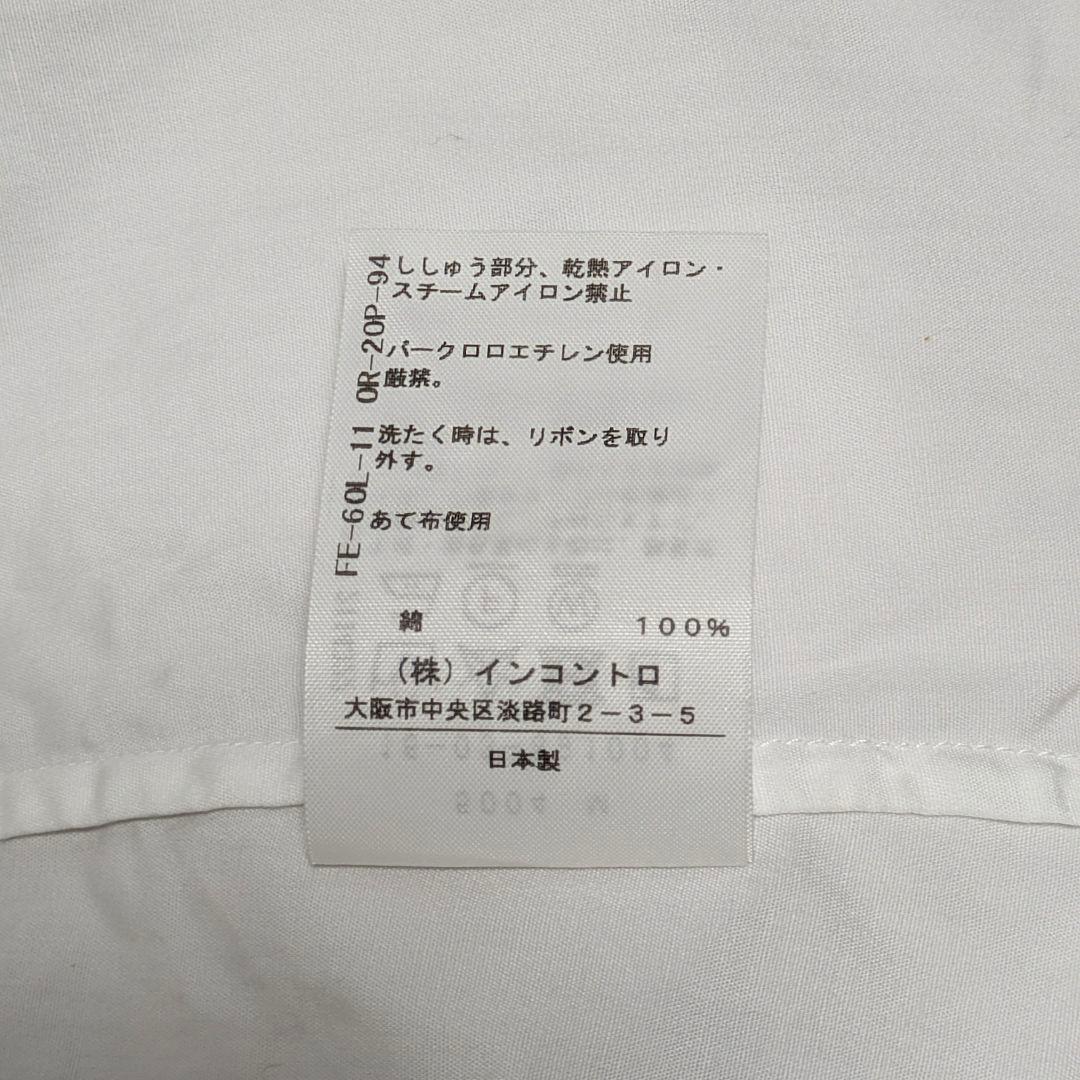 ししゅう部分、乾熱アイロン・
スチームアイロン禁止
パークロロエチレン使用
厳禁。
洗たく時は、リボンを取り
外す。
あて布使用
FE-60L-11 OR-20P-94
綿 100%
(株)インコントロ
大阪市中央区淡路町2-3-5
日本製
5004 M